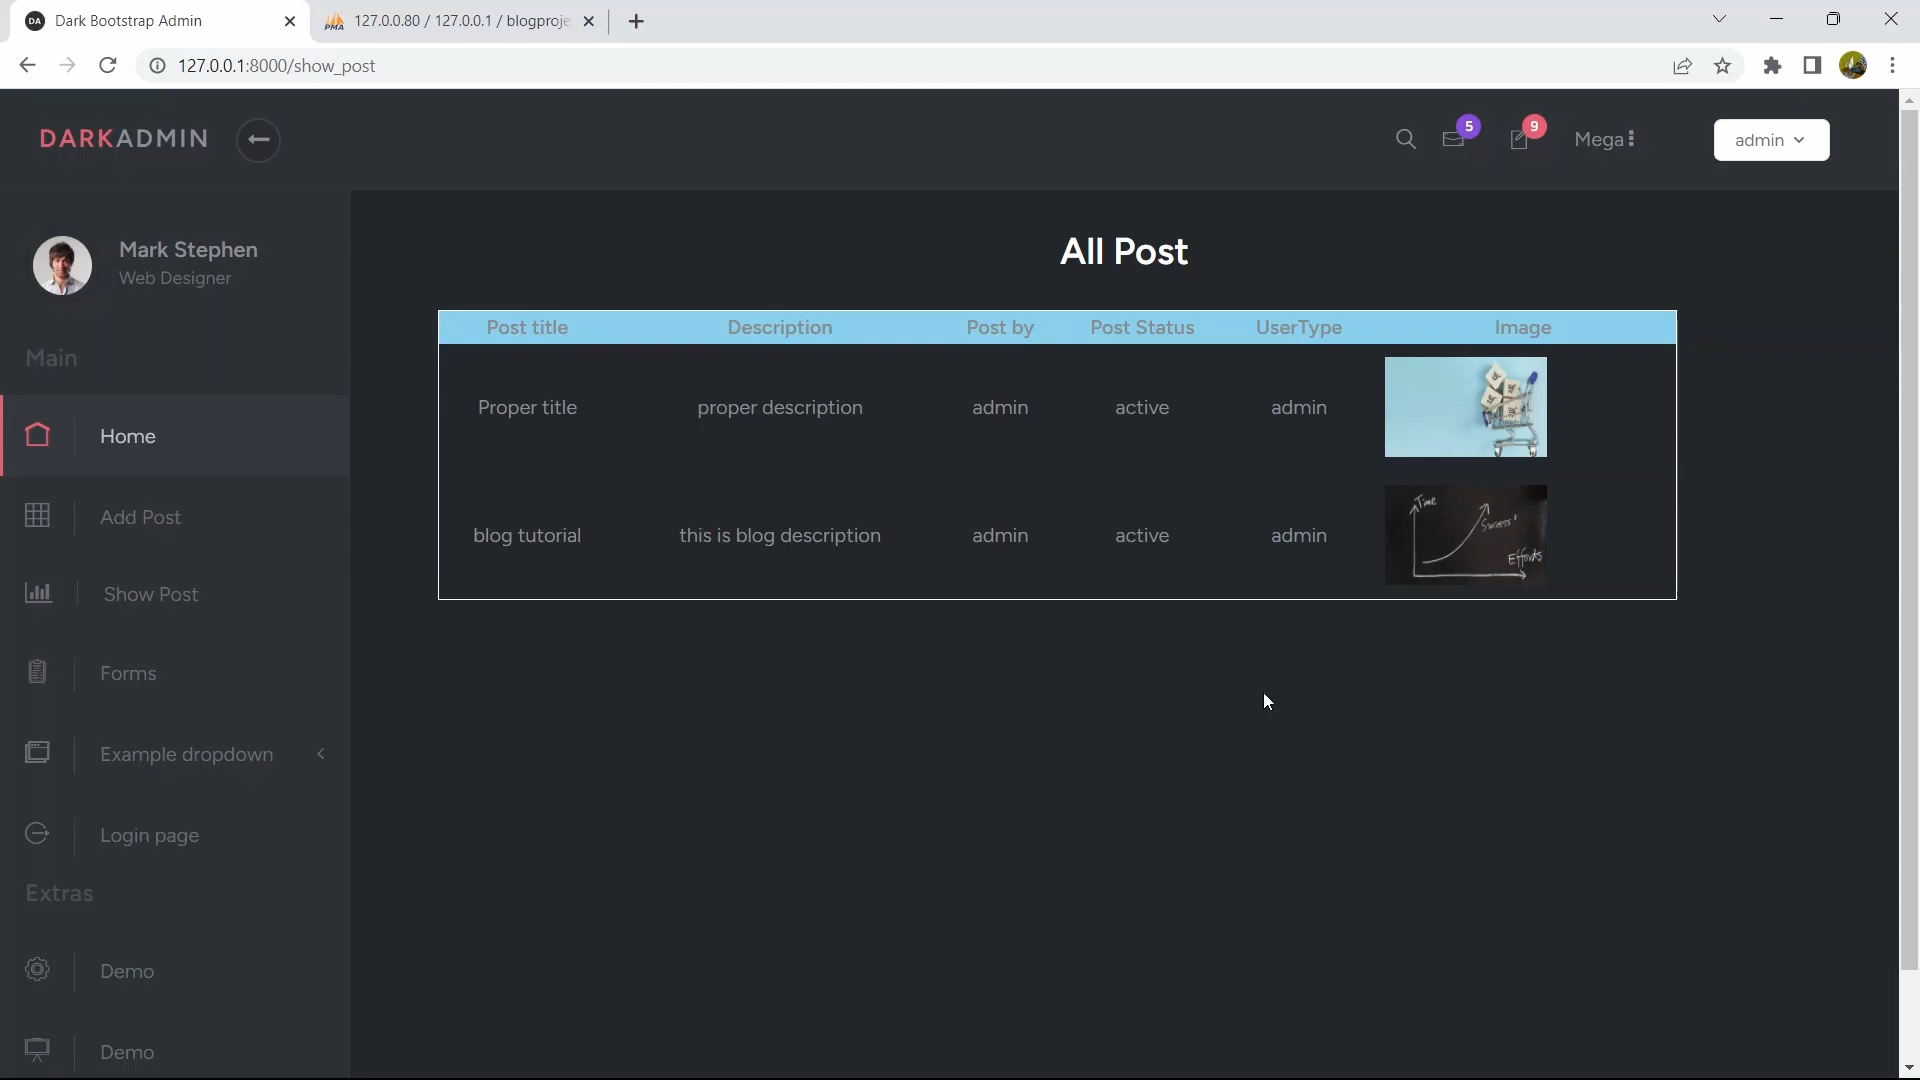 DA Dark Bootstrap Admin
PMA 127.0.0.80 / 127.0.0.1 / blogproje
127.0.0.1:8000/show_post
DARKADMIN
5
9
Mega
admin
Mark Stephen
Web Designer
Main
Home
Add Post
Show Post
Forms
Example dropdown
Login page
Extras
Demo
Demo
All Post
Post title Description Post by Post Status UserType Image
Proper title proper description admin active admin
blog tutorial this is blog description admin active admin
Time
Success
Efforts